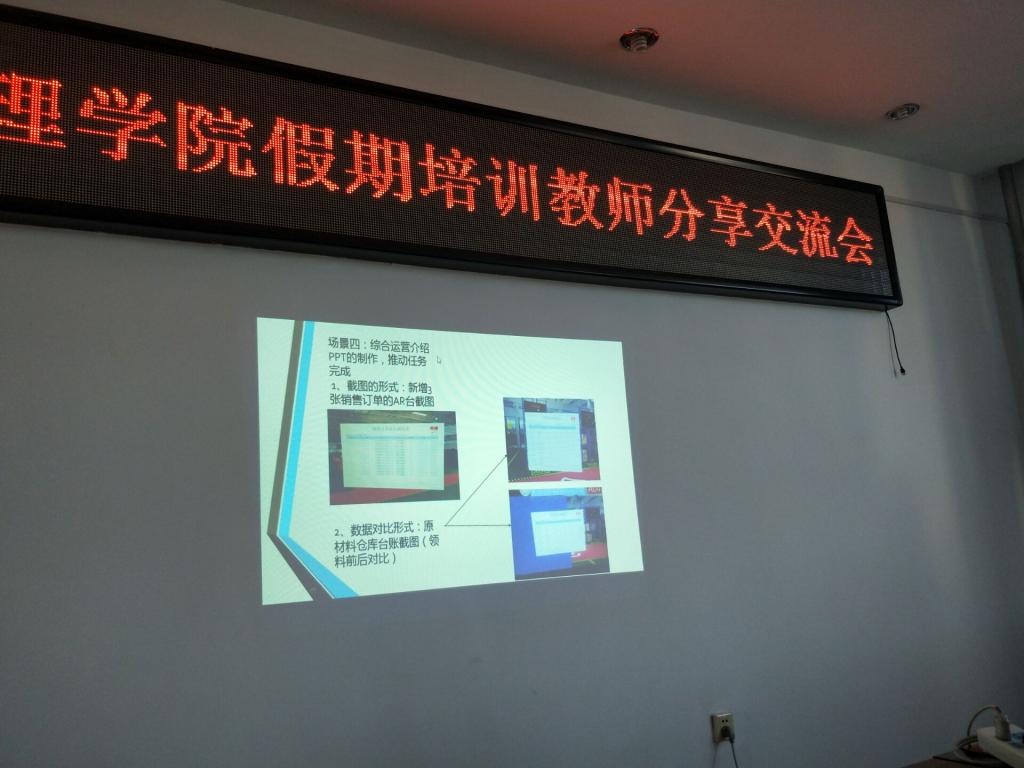 理学院假期培训教师分享交流会
场景四：综合运营介绍
PPT的制作，推动任务
完成
1、截图的形式：新增3
张销售订单的AR台截图
2、数据对比形式：原
材料仓库台账截图（领
料前后对比）